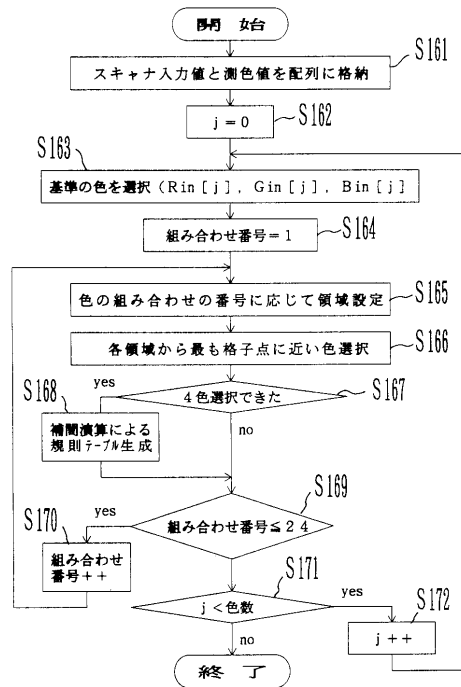 開始
S161
スキャナ入力値と測色値を配列に格納
S162
j=0
S163
基準の色を選択(Rin[j], Gin[j], Bin[j]
S164
組み合わせ番号=1
S165
色の組み合わせの番号に応じて領域設定
S166
各領域から最も格子点に近い色選択
S167
4色選択できた
yes
no
S168
補間演算による
規則テーブル生成
S169
組み合わせ番号≦24
yes
S170
組み合わせ
番号++
S171
j<色数
yes
no
S172
j++
終了